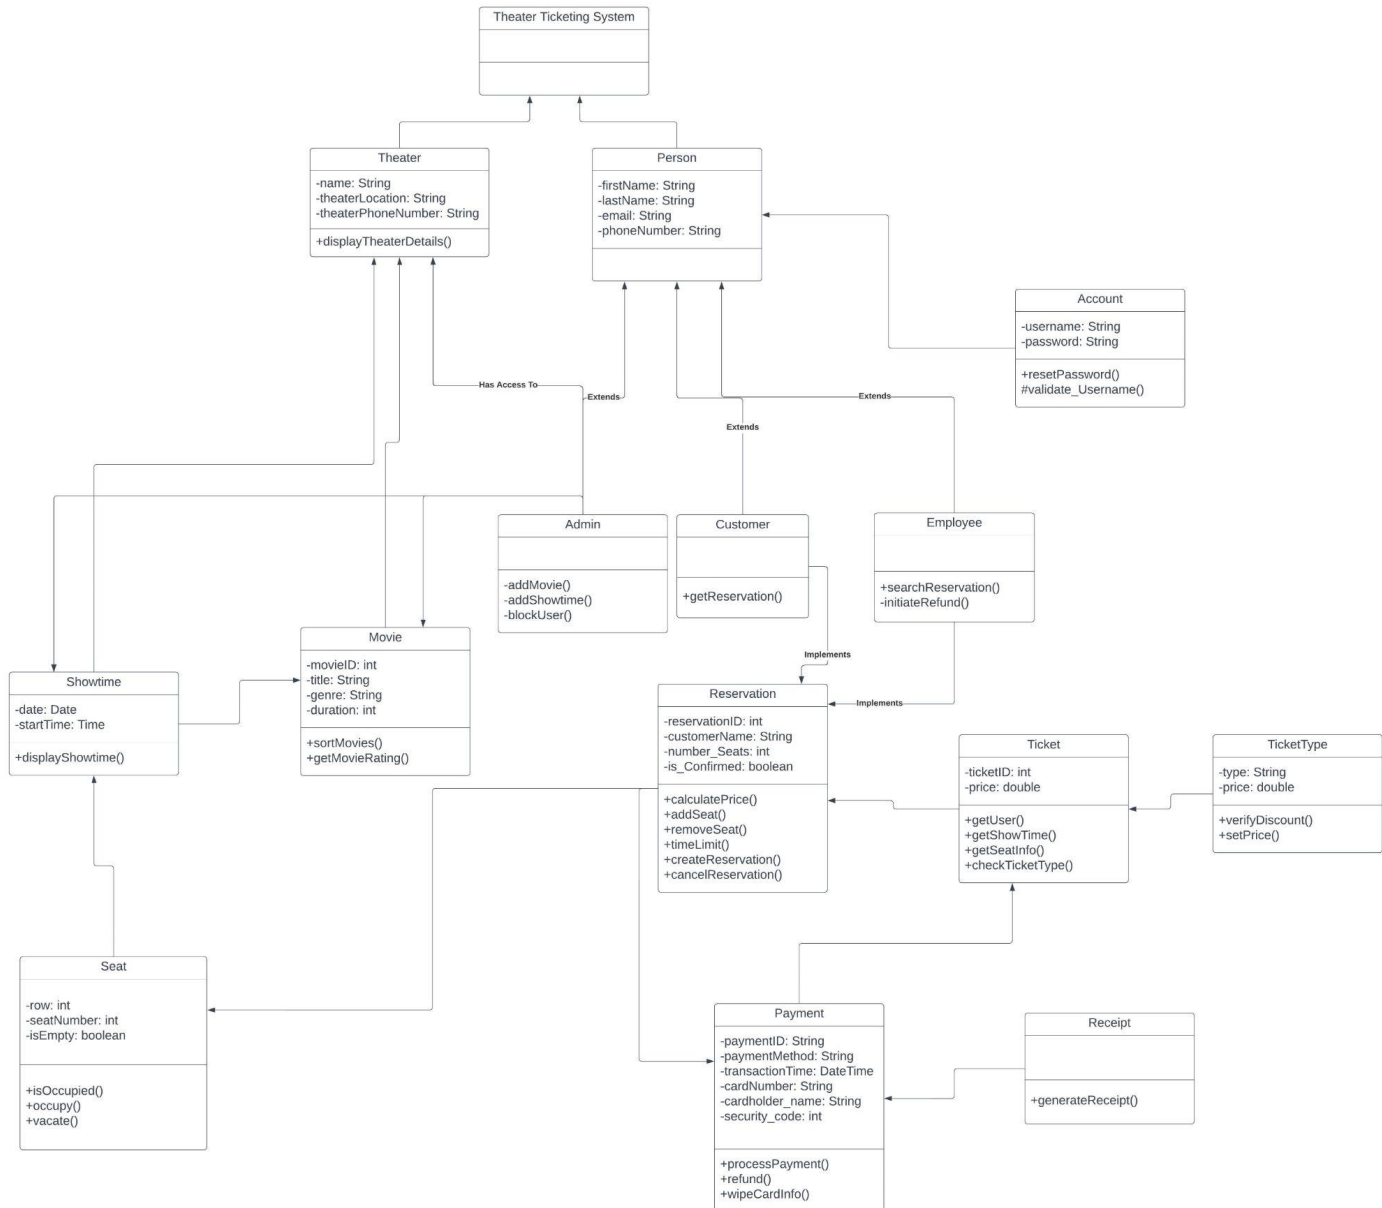 Theater Ticketing System
Theater
-name: String
-theaterLocation: String
-theaterPhoneNumber: String
+displayTheaterDetails()
Person
-firstName: String
-lastName: String
-email: String
-phoneNumber: String
Account
-username: String
-password: String
+resetPassword()
#validate_Username()
Has Access To
Extends
Extends
Extends
Admin
-addMovie()
-addShowtime()
-blockUser()
Customer
+getReservation()
Employee
+searchReservation()
-initiateRefund()
Movie
-movieID: int
-title: String
-genre: String
-duration: int
+sortMovies()
+getMovieRating()
Showtime
-date: Date
-startTime: Time
+displayShowtime()
Implements
Implements
Reservation
-reservationID: int
-customerName: String
-number_Seats: int
-is_Confirmed: boolean
+calculatePrice()
+addSeat()
+removeSeat()
+timeLimit()
+createReservation()
+cancelReservation()
Ticket
-ticketID: int
-price: double
+getUser()
+getShowTime()
+getSeatInfo()
+checkTicketType()
TicketType
-type: String
-price: double
+verifyDiscount()
+setPrice()
Seat
-row: int
-seatNumber: int
-isEmpty: boolean
+isOccupied()
+occupy()
+vacate()
Payment
-paymentID: String
-paymentMethod: String
-transactionTime: DateTime
-cardNumber: String
-cardholder_name: String
-security_code: int
+processPayment()
+refund()
+wipeCardInfo()
Receipt
+generateReceipt()